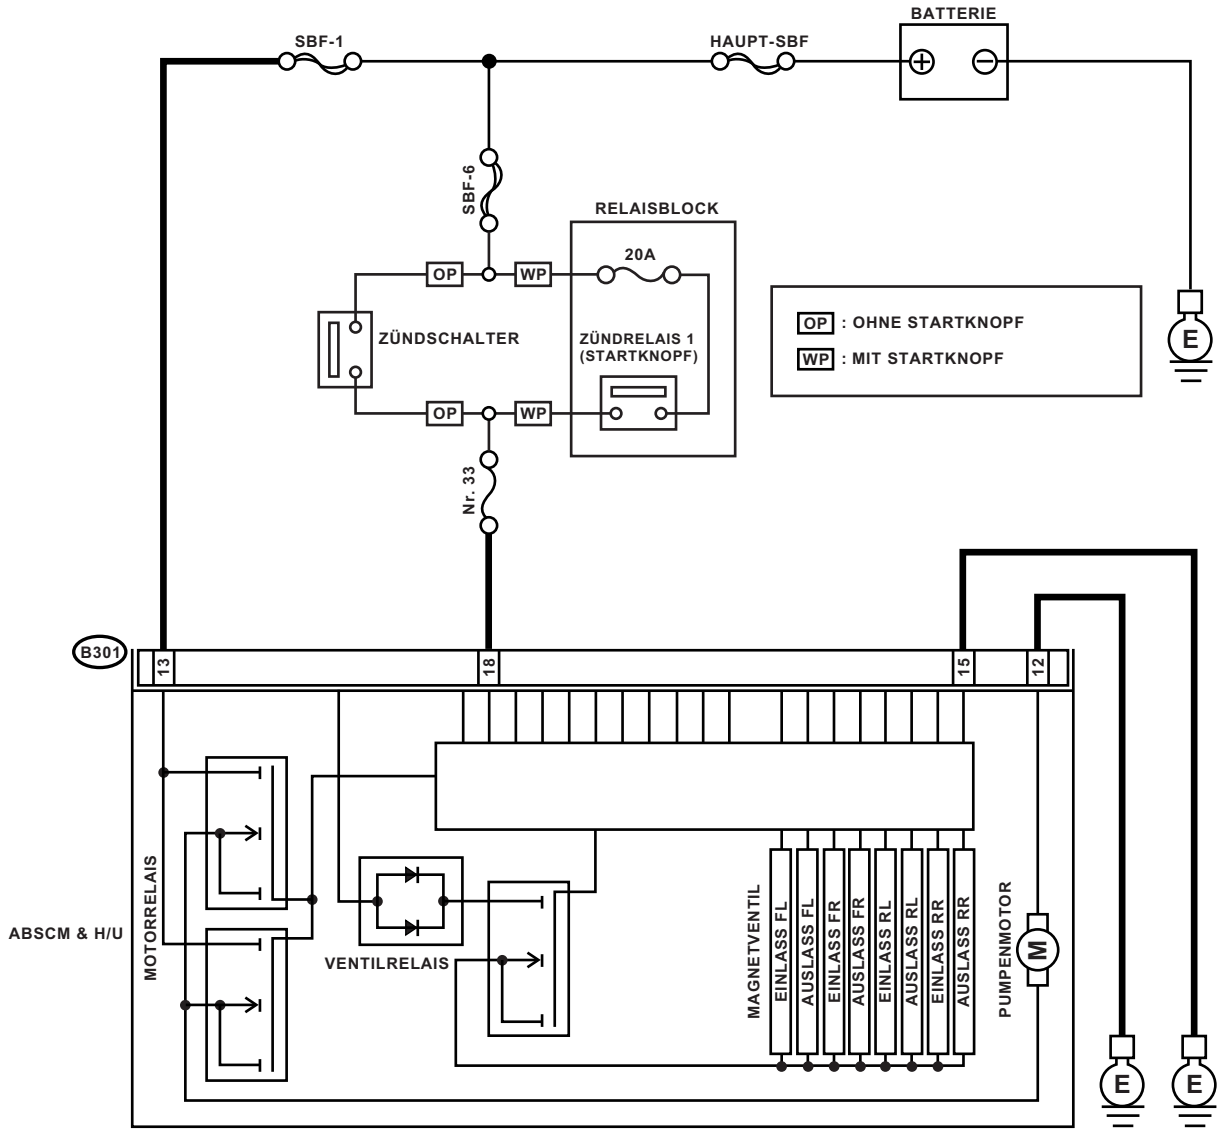 BATTERIE
SBF-1
HAUPT-SBF
SBF-6
RELAISBLOCK
20A
OP
WP
ZÜNDSCHALTER
ZÜNDRELAIS 1
(STARTKNOPF)
OP : OHNE STARTKNOPF
WP : MIT STARTKNOPF
E
OP
WP
Nr. 33
B301
13
18
15
12
MOTORRELAIS
ABSCM & H/U
VENTILRELAIS
MAGNETVENTIL
EINLASS FL
AUSLASS FL
EINLASS FR
AUSLASS FR
EINLASS RL
AUSLASS RL
EINLASS RR
AUSLASS RR
PUMPENMOTOR
M
E
E